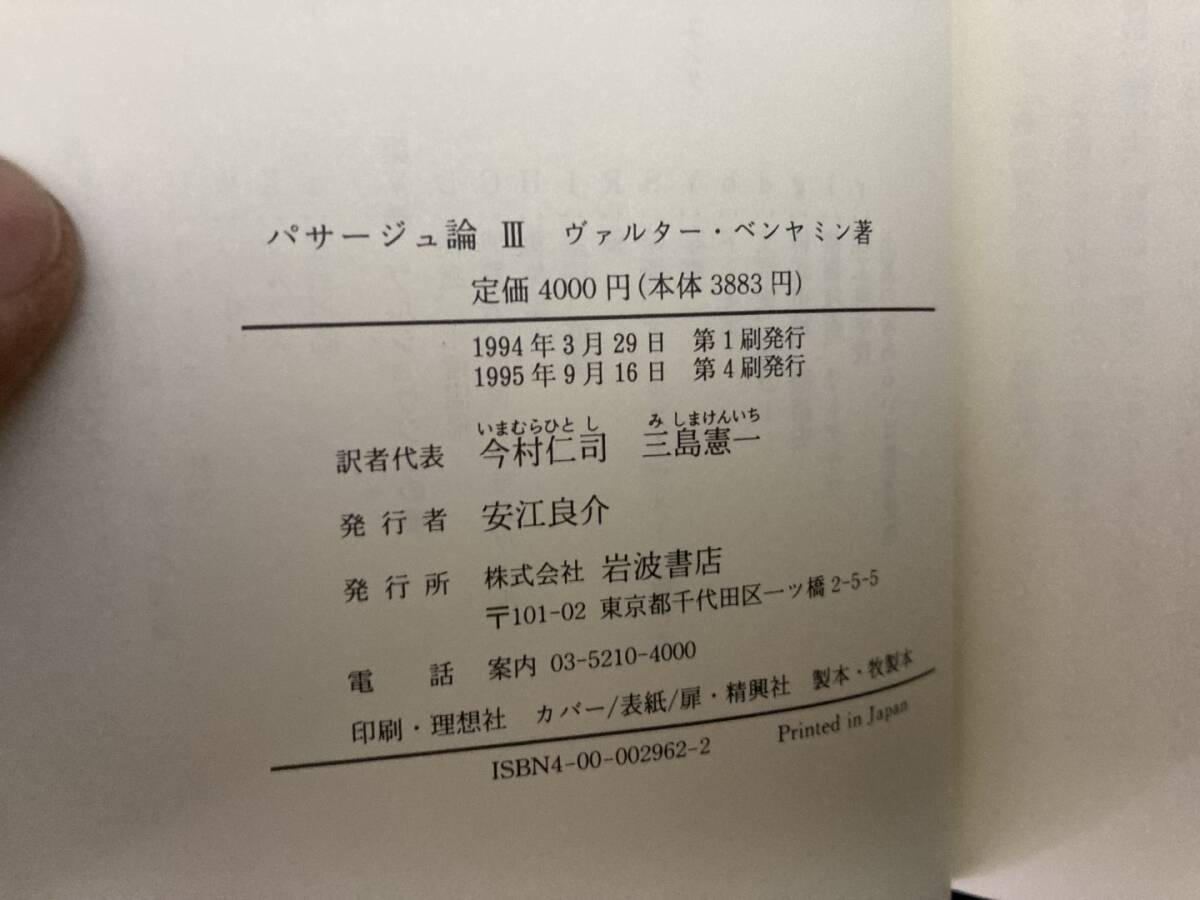 パサージュ論 Ⅲ　ヴァルター・ベンヤミン著
定価 4000 円(本体 3883 円)
1994 年 3 月 29 日　第 1 刷発行
1995 年 9 月 16 日　第 4 刷発行
いまむらひと し　み しまけんいち
訳者代表　今村仁司　三島憲一
発行者　安江良介
発行所　株式会社 岩波書店
〒101-02 東京都千代田区一ツ橋 2-5-5
電話　案内 03-5210-4000
印刷・理想社　カバー/表紙/扉・精興社　製本・牧製本
ISBN4-00-002962-2　Printed in Japan